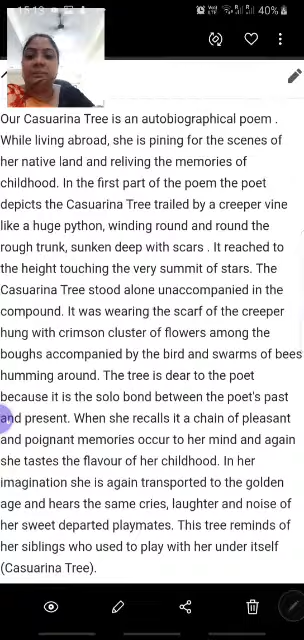 15:13
40%
Our Casuarina Tree is an autobiographical poem .
While living abroad, she is pining for the scenes of
her native land and reliving the memories of
childhood. In the first part of the poem the poet
depicts the Casuarina Tree trailed by a creeper vine
like a huge python, winding round and round the
rough trunk, sunken deep with scars . It reached to
the height touching the very summit of stars. The
Casuarina Tree stood alone unaccompanied in the
compound. It was wearing the scarf of the creeper
hung with crimson cluster of flowers among the
boughs accompanied by the bird and swarms of bees
humming around. The tree is dear to the poet
because it is the solo bond between the poet's past
and present. When she recalls it a chain of pleasant
and poignant memories occur to her mind and again
she tastes the flavour of her childhood. In her
imagination she is again transported to the golden
age and hears the same cries, laughter and noise of
her sweet departed playmates. This tree reminds of
her siblings who used to play with her under itself
(Casuarina Tree).